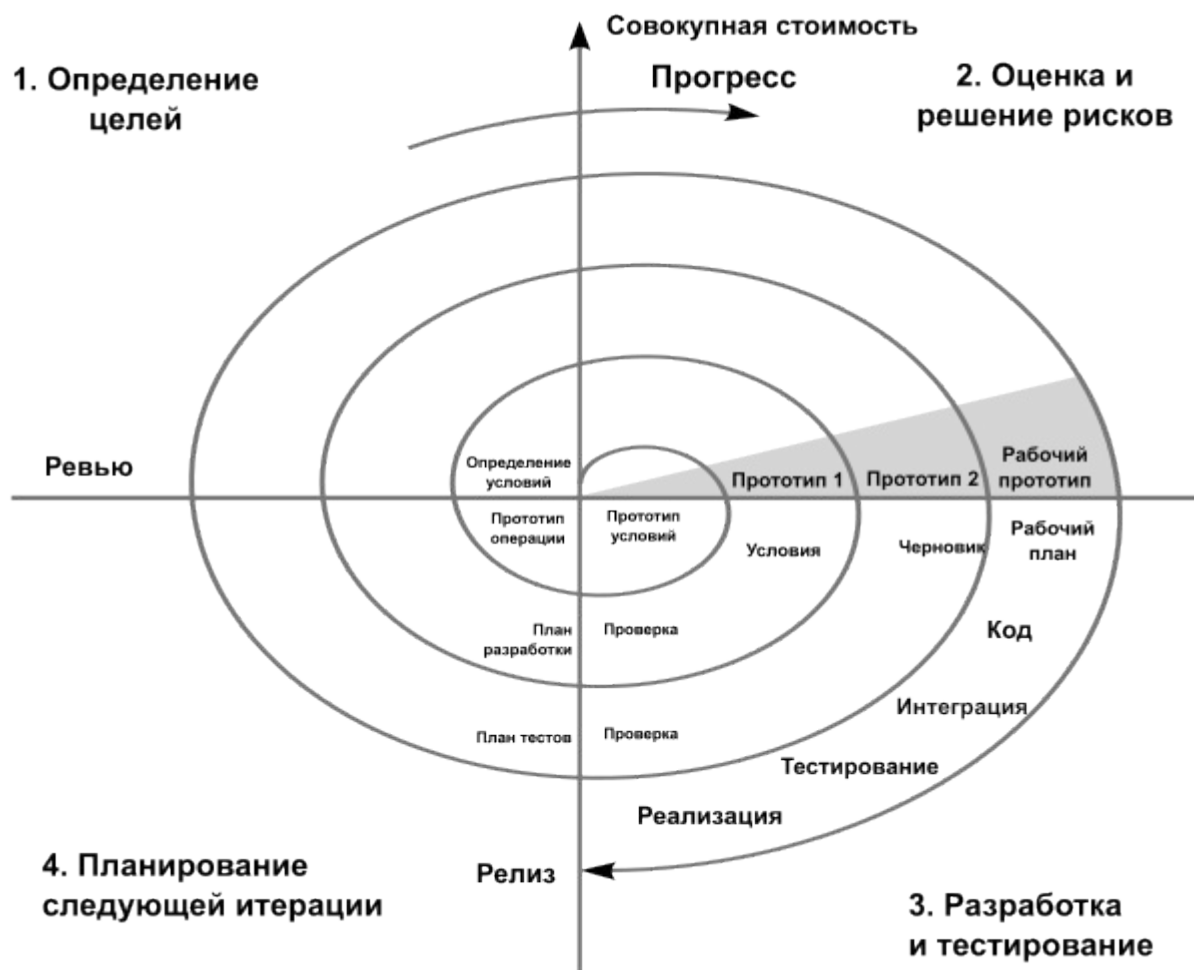 Совокупная стоимость
1. Определение
целей
Прогресс
2. Оценка и
решение рисков
Ревью
Определение
условий
Прототип 1
Прототип 2
Рабочий
прототип
Прототип
операции
Прототип
условий
Условия
Черновик
Рабочий
план
План
разработки
Проверка
Код
План тестов
Проверка
Интеграция
Тестирование
Реализация
4. Планирование
следующей итерации
Релиз
3. Разработка
и тестирование